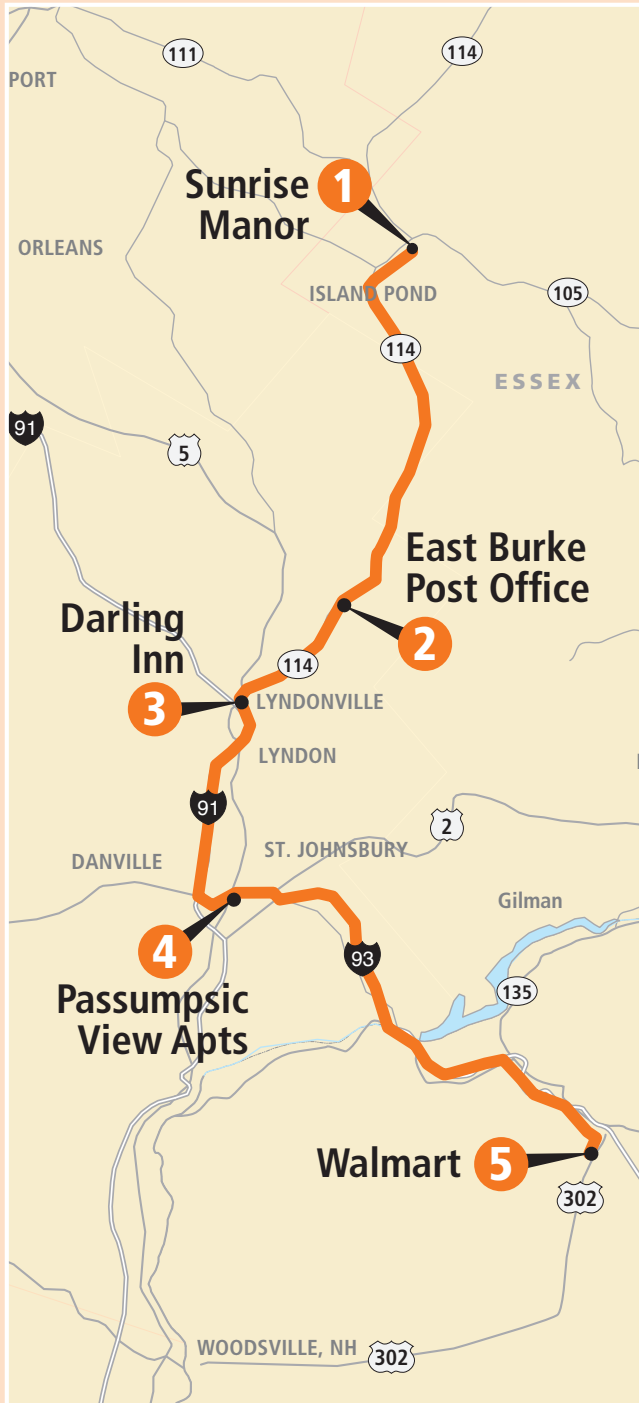 111
114
PORT
Sunrise
Manor
1
ORLEANS
ISLAND POND
105
114
ESSEX
91
5
East Burke
Post Office
2
Darling
Inn
3
114
LYNDONVILLE
LYNDON
91
2
DANVILLE
ST. JOHNSBURY
Gilman
4
93
135
Passumpsic
View Apts
Walmart
5
302
WOODSVILLE, NH
302